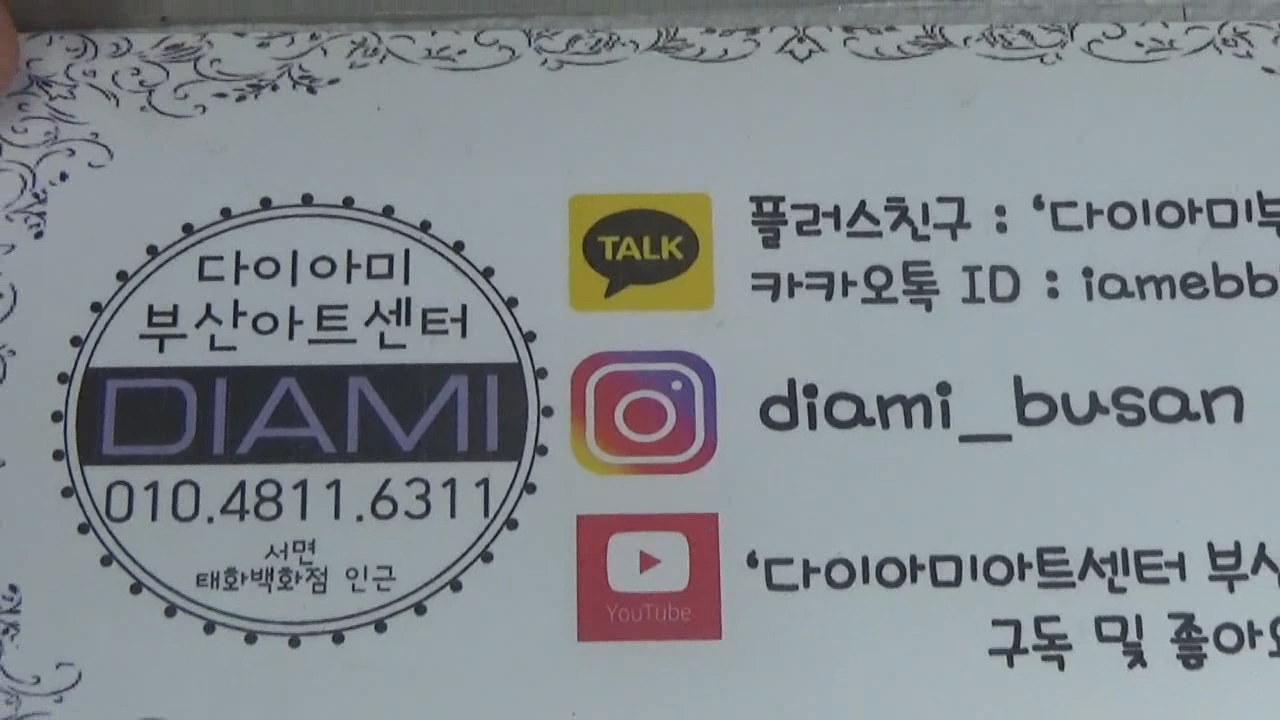 다이아미
부산아트센터
DIAMI
010.4811.6311
서면
태화백화점 인근
TALK
플러스친구 : ‘다이아미부
카카오톡 ID : iamebb
diami_busan
YouTube
‘다이아미아트센터
구독 및 좋아